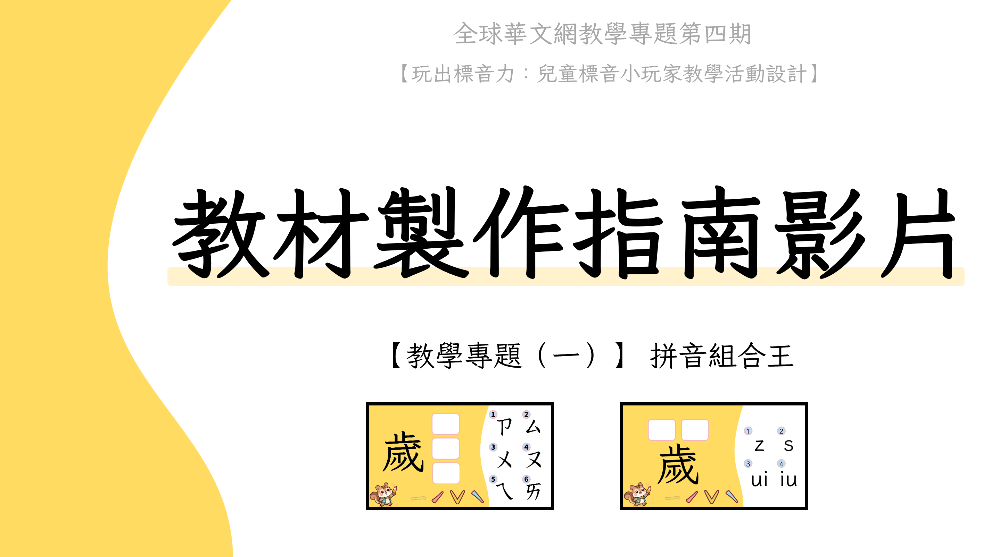 全球華文網教學專題第四期
【玩出標音力：兒童標音小玩家教學活動設計】
教材製作指南影片
【教學專題（一）】 拼音組合王
歲
1 ㄗ 2 ㄙ
3 ㄨ 4 ㄡ
5 ㄟ 6 ㄞ
歲
1 z 2 s
3 ui 4 iu